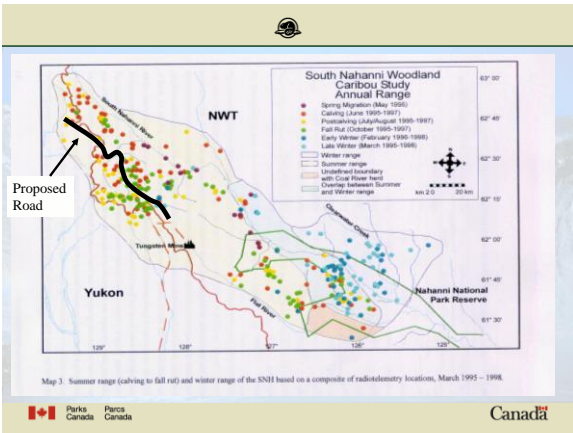 South Nahanni Woodland
Caribou Study
Annual Range
Spring Migration (May 1996)
Calving (June 1995-1997)
Postcalving (July/August 1995-1997)
Fall Rut (October 1995-1997)
Early Winter (February 1996-1998)
Late Winter (March 1995-1998)
Winter range
Summer range
Undefined boundary
with Coal River herd
Overlap between Summer
and Winter range
N
km 20
20 km
63° 00'
62° 45'
62° 30'
62° 15'
62° 00'
61° 45'
61° 30'
South Nahanni River
NWT
Proposed
Road
Clearwater Creek
Tungsten Mine
Yukon
Flat River
Nahanni National
Park Reserve
129°
128°
127°
126°
125°
Map 3. Summer range (calving to fall rut) and winter range of the SNH based on a composite of radiotelemetry locations, March 1995 – 1998.
Parks Parcs
Canada Canada
Canada